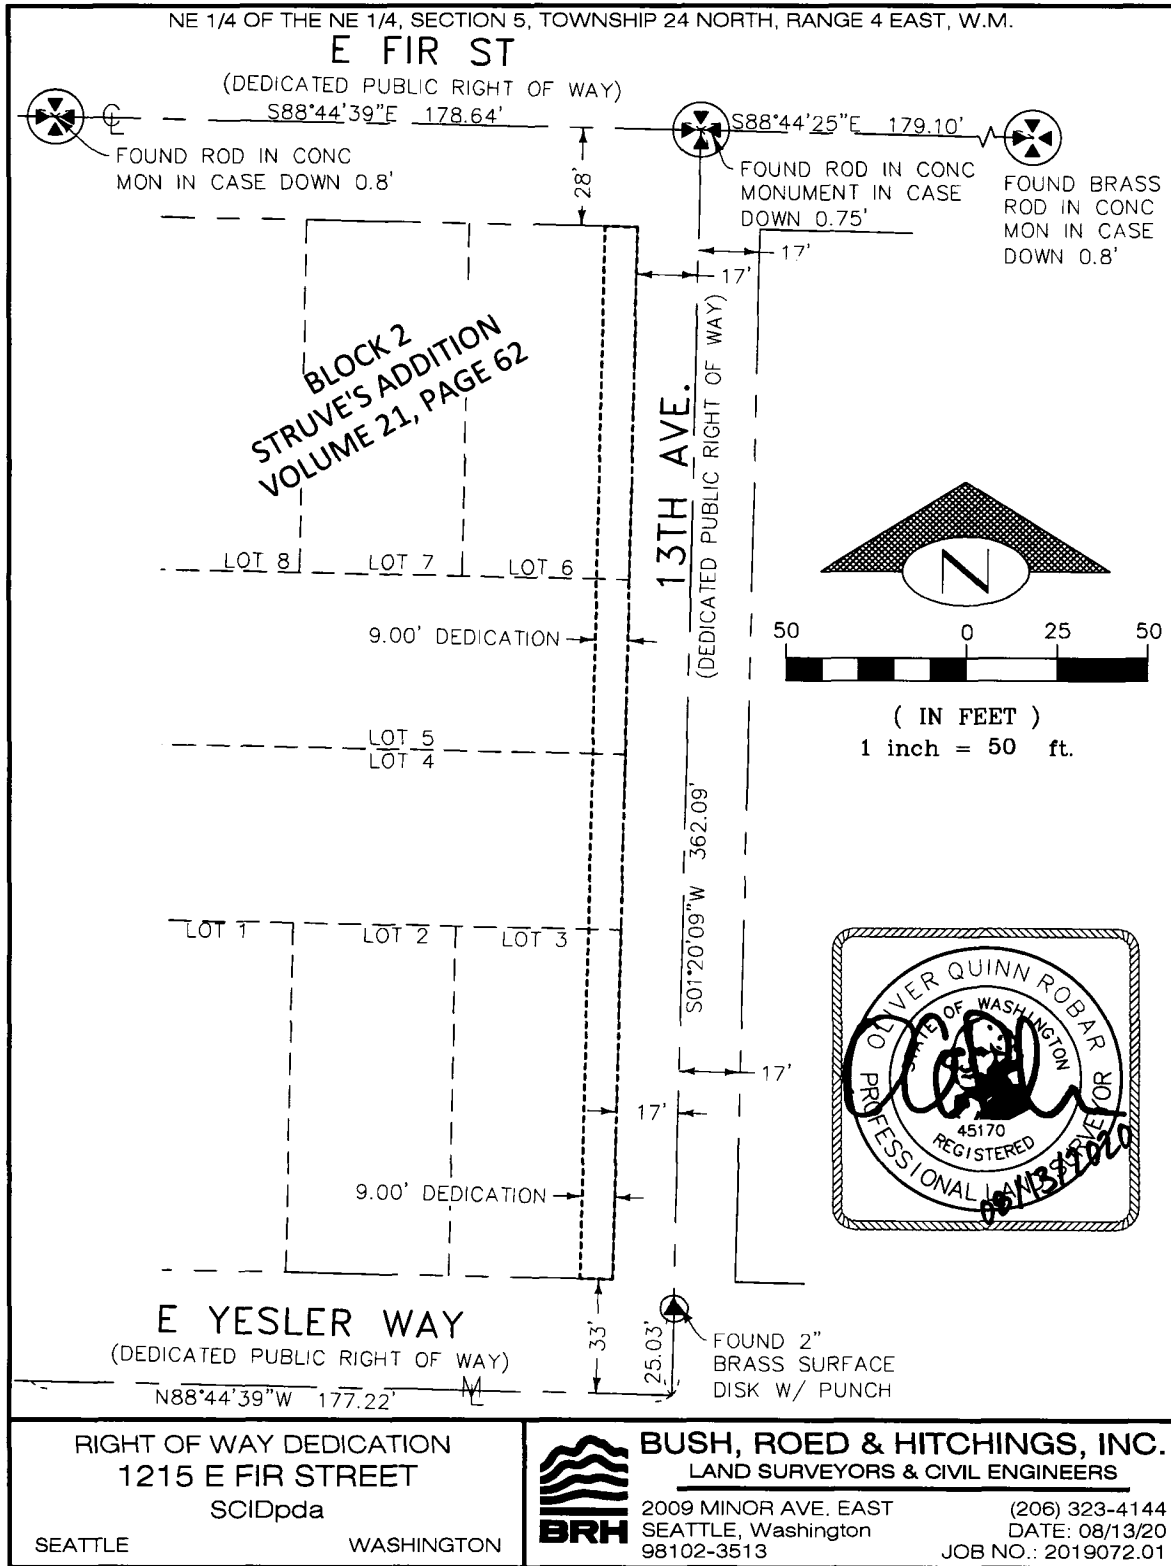 NE 1/4 OF THE NE 1/4, SECTION 5, TOWNSHIP 24 NORTH, RANGE 4 EAST, W.M.
E FIR ST
(DEDICATED PUBLIC RIGHT OF WAY)
S88°44'39"E 178.64'
S88°44'25"E 179.10'
FOUND ROD IN CONC
MON IN CASE DOWN 0.8'
28'
FOUND ROD IN CONC
MONUMENT IN CASE
DOWN 0.75'
FOUND BRASS
ROD IN CONC
MON IN CASE
DOWN 0.8'
17'
17'
BLOCK 2
STRUVE'S ADDITION
VOLUME 21, PAGE 62
13TH AVE.
(DEDICATED PUBLIC RIGHT OF WAY)
LOT 8
LOT 7
LOT 6
N
9.00' DEDICATION
50 0 25 50
( IN FEET )
1 inch = 50 ft.
LOT 5
LOT 4
S01°20'09"W 362.09'
LOT 1
LOT 2
LOT 3
OLIVER QUINN ROBAR
STATE OF WASHINGTON
45170
REGISTERED
PROFESSIONAL LAND SURVEYOR
08/13/2020
17'
17'
9.00' DEDICATION
E YESLER WAY
(DEDICATED PUBLIC RIGHT OF WAY)
N88°44'39"W 177.22'
33'
25.03'
FOUND 2"
BRASS SURFACE
DISK W/ PUNCH
RIGHT OF WAY DEDICATION
1215 E FIR STREET
SCIDpda
SEATTLE WASHINGTON
BRH
BUSH, ROED & HITCHINGS, INC.
LAND SURVEYORS & CIVIL ENGINEERS
2009 MINOR AVE. EAST (206) 323-4144
SEATTLE, Washington DATE: 08/13/20
98102-3513 JOB NO.: 2019072.01